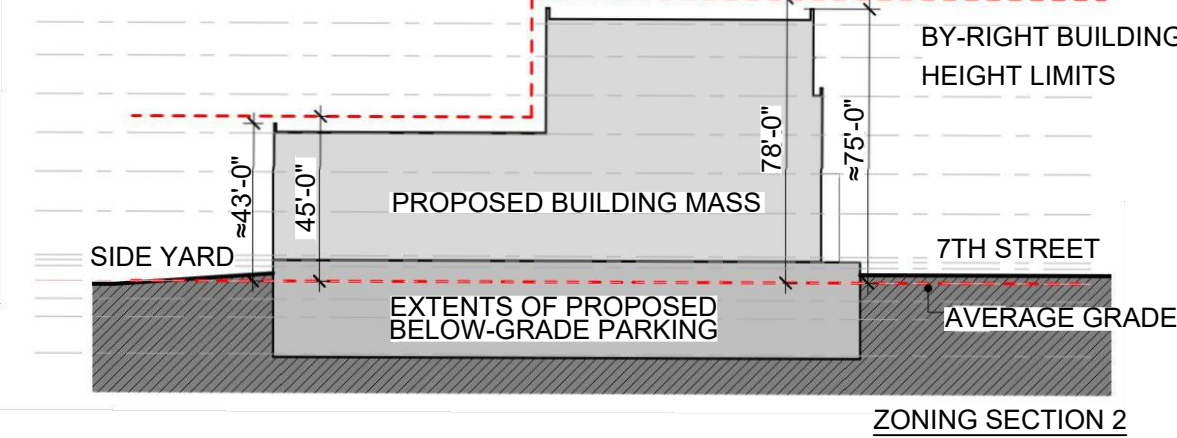 BY-RIGHT BUILDING
HEIGHT LIMITS
≈43'-0"
45'-0"
78'-0"
≈75'-0"
PROPOSED BUILDING MASS
SIDE YARD
7TH STREET
EXTENTS OF PROPOSED
BELOW-GRADE PARKING
AVERAGE GRADE
ZONING SECTION 2